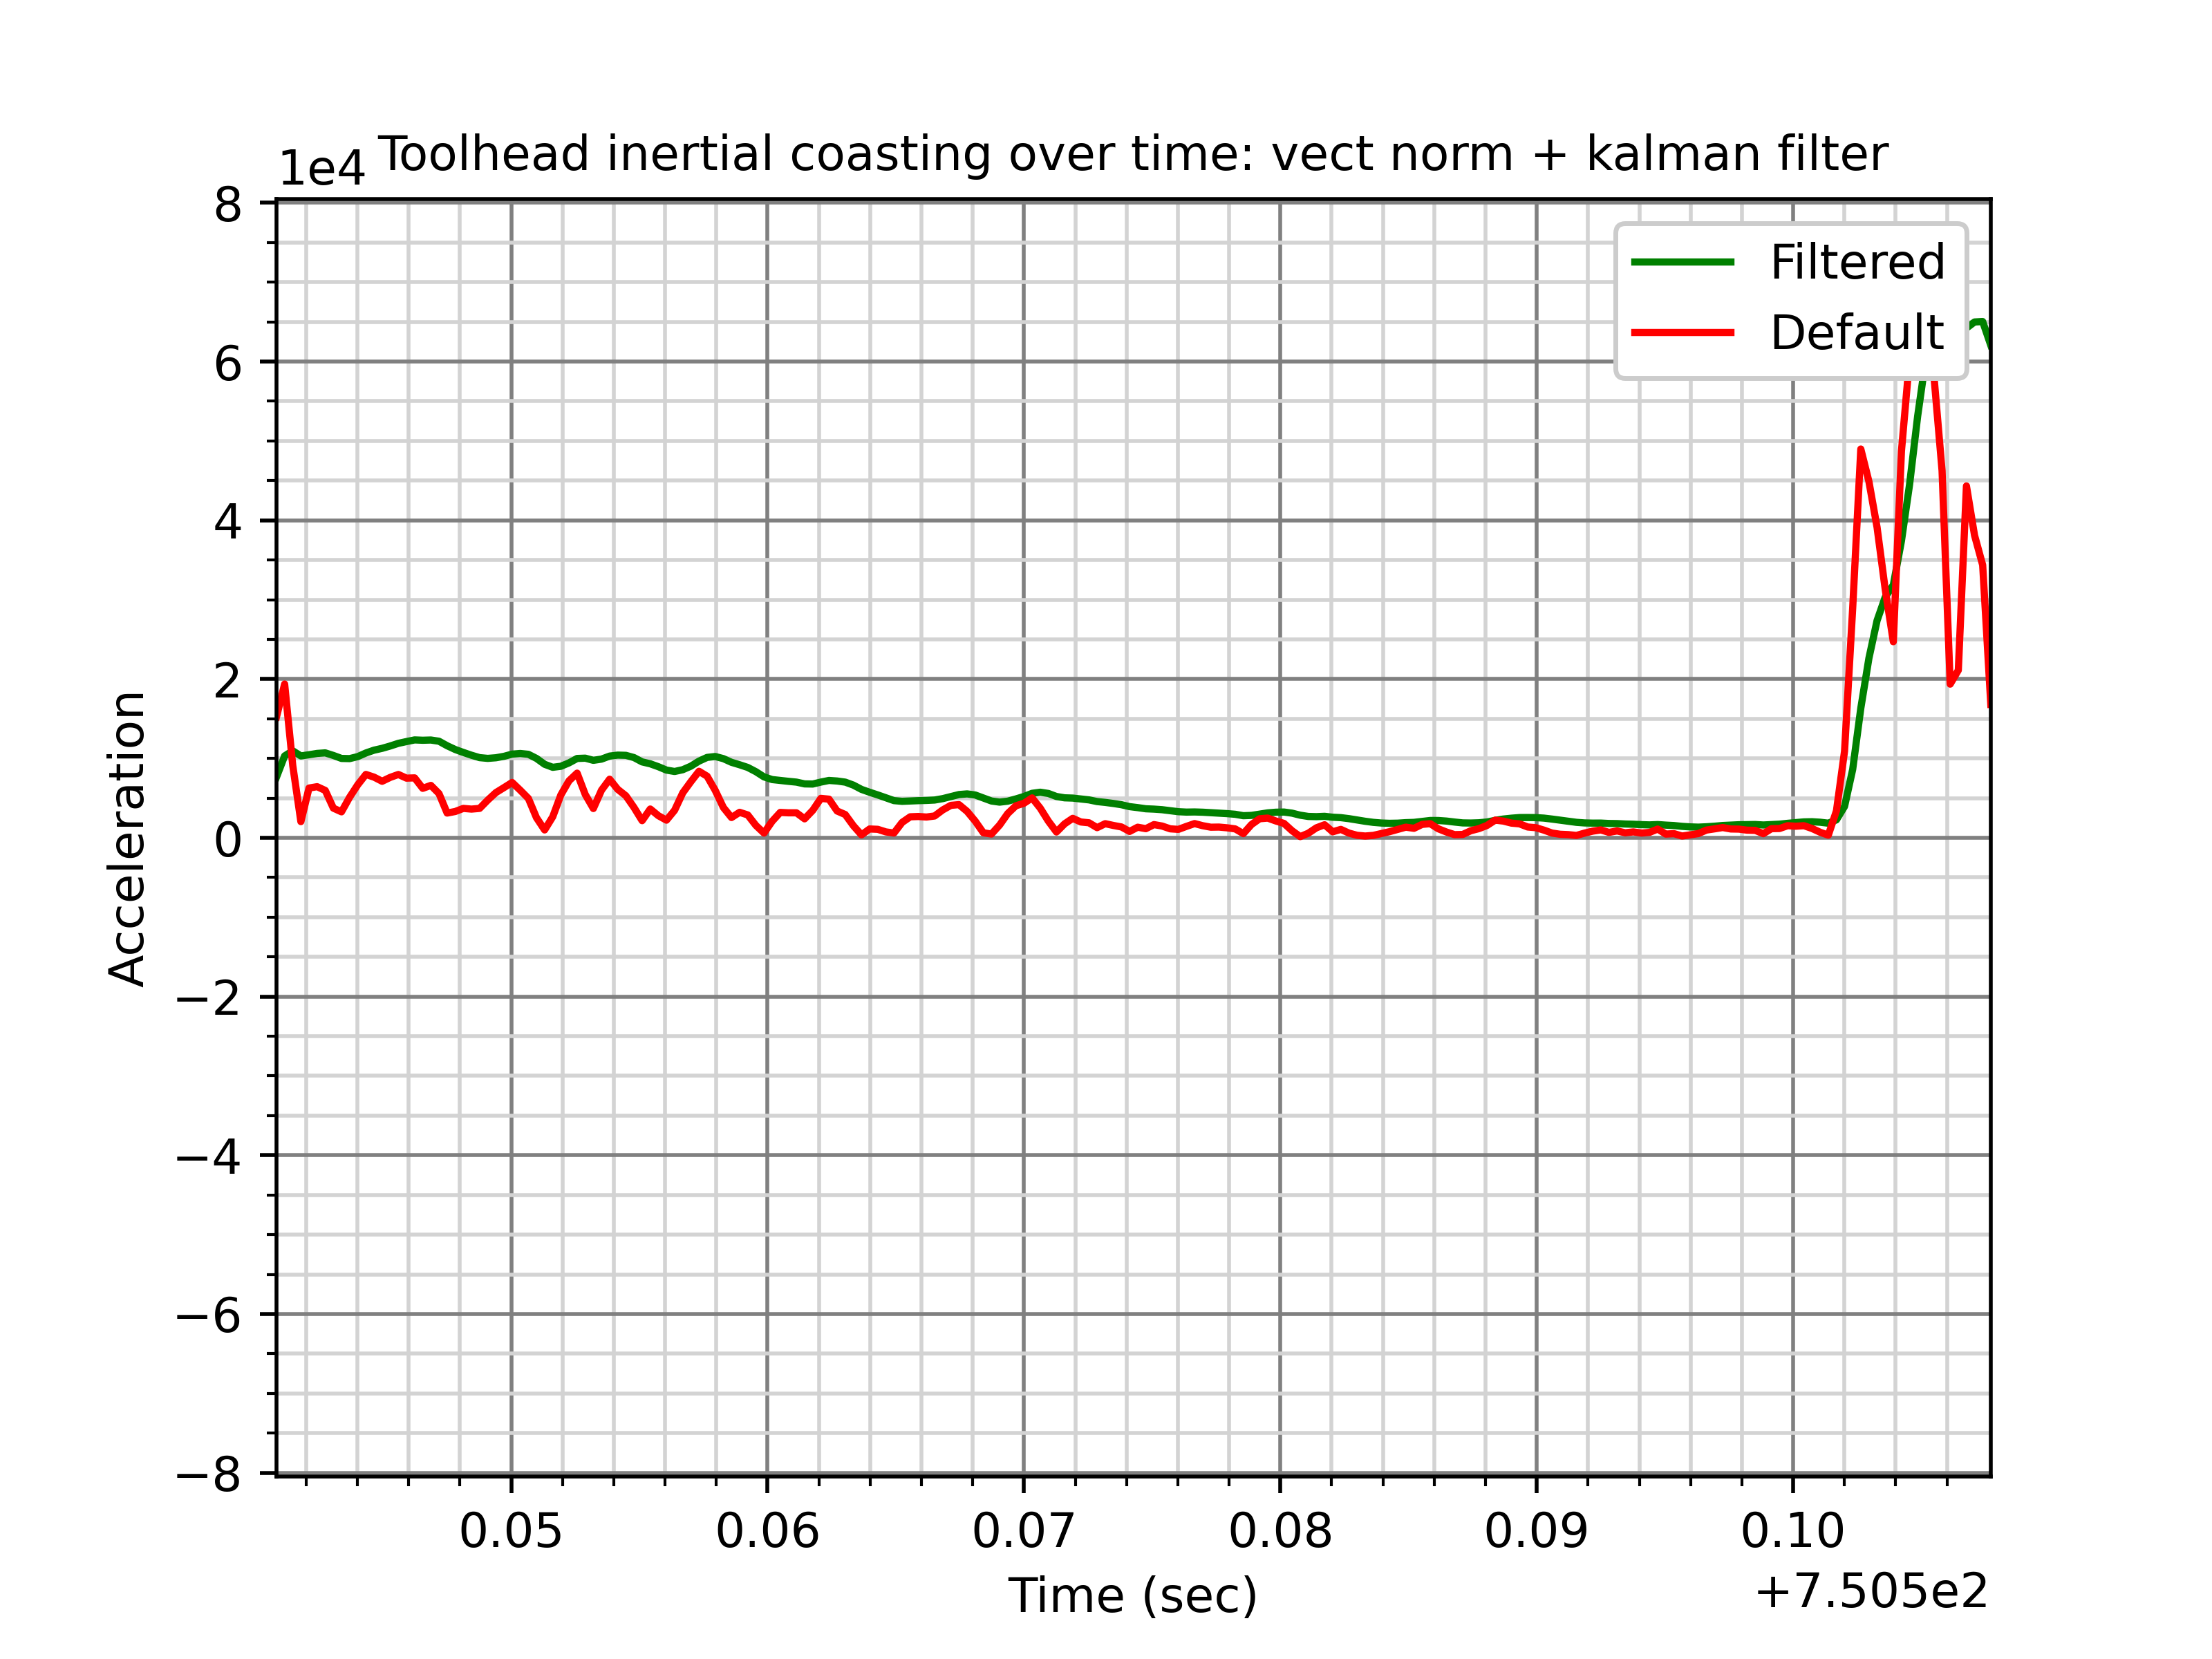 Toolhead inertial coasting over time: vect norm + kalman filter
1e4
Filtered
Default
8
6
4
2
0
−2
−4
−6
−8
Acceleration
0.05 0.06 0.07 0.08 0.09 0.10
Time (sec)
+7.505e2